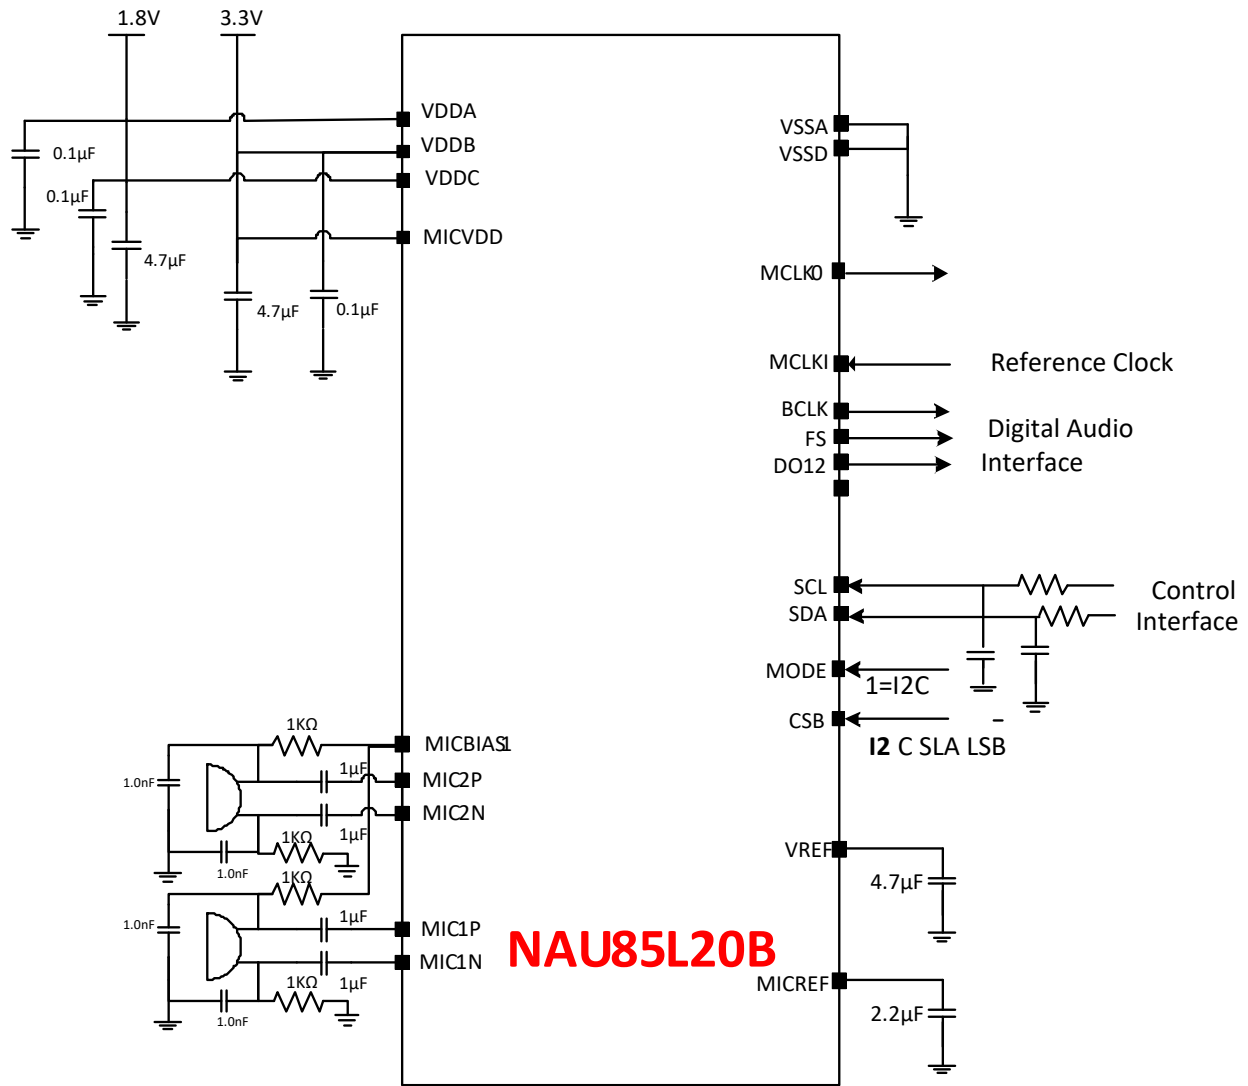 1.8V
3.3V
VDDA
VDDB
VDDC
MICVDD
0.1µF
0.1µF
4.7µF
4.7µF
0.1µF
VSSA
VSSD
MCLK0
MCLKI
Reference Clock
BCLK
FS
DO12
Digital Audio
Interface
SCL
SDA
Control
Interface
MODE
1=I2C
CSB
I2 C SLA LSB
1KΩ
MICBIAS1
1.0nF
1µF
MIC2P
MIC2N
1KΩ
1µF
1.0nF
1KΩ
1.0nF
1µF
MIC1P
MIC1N
1KΩ
1µF
1.0nF
NAU85L20B
VREF
4.7µF
MICREF
2.2µF